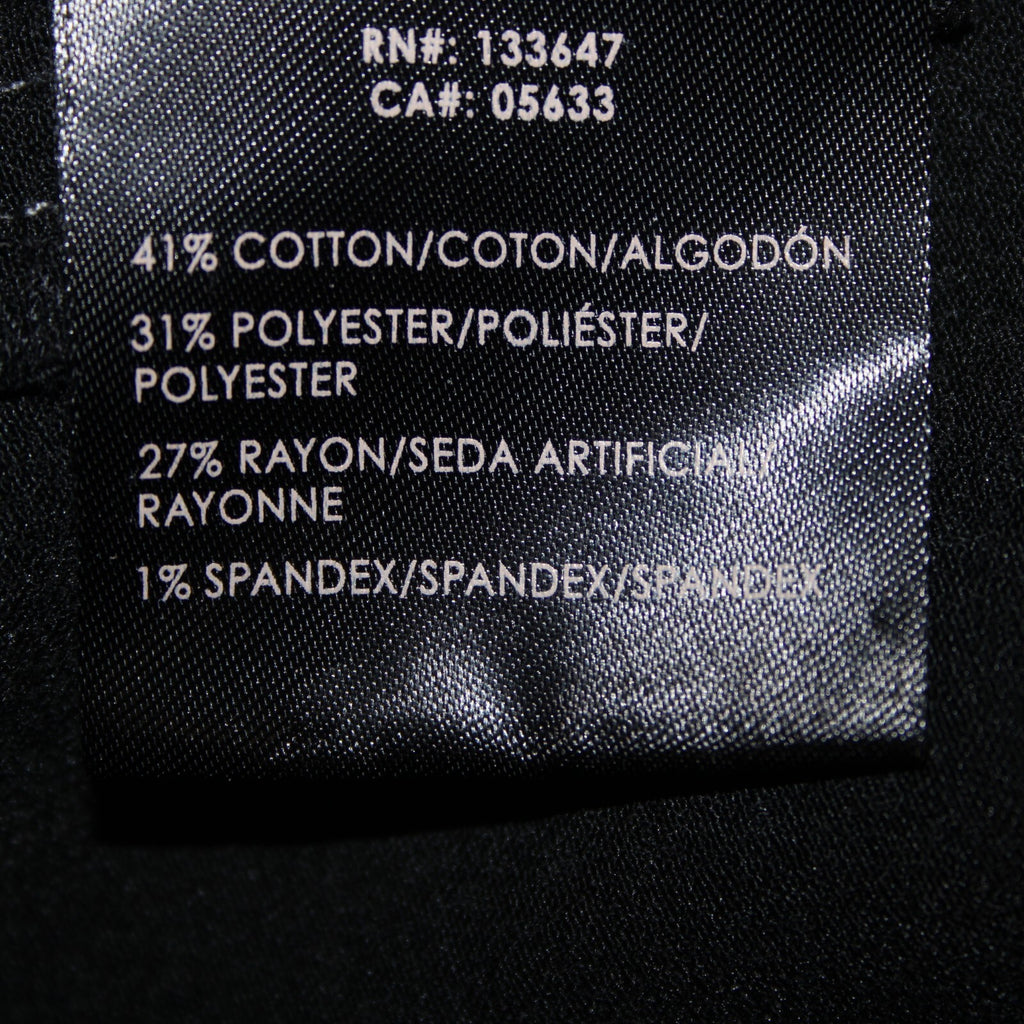 RN#: 133647
CA#: 05633
41% COTTON/COTON/ALGODÓN
31% POLYESTER/POLIÉSTER/
POLYESTER
27% RAYON/SEDA ARTIFICIAL/
RAYONNE
1% SPANDEX/SPANDEX/SPANDEX